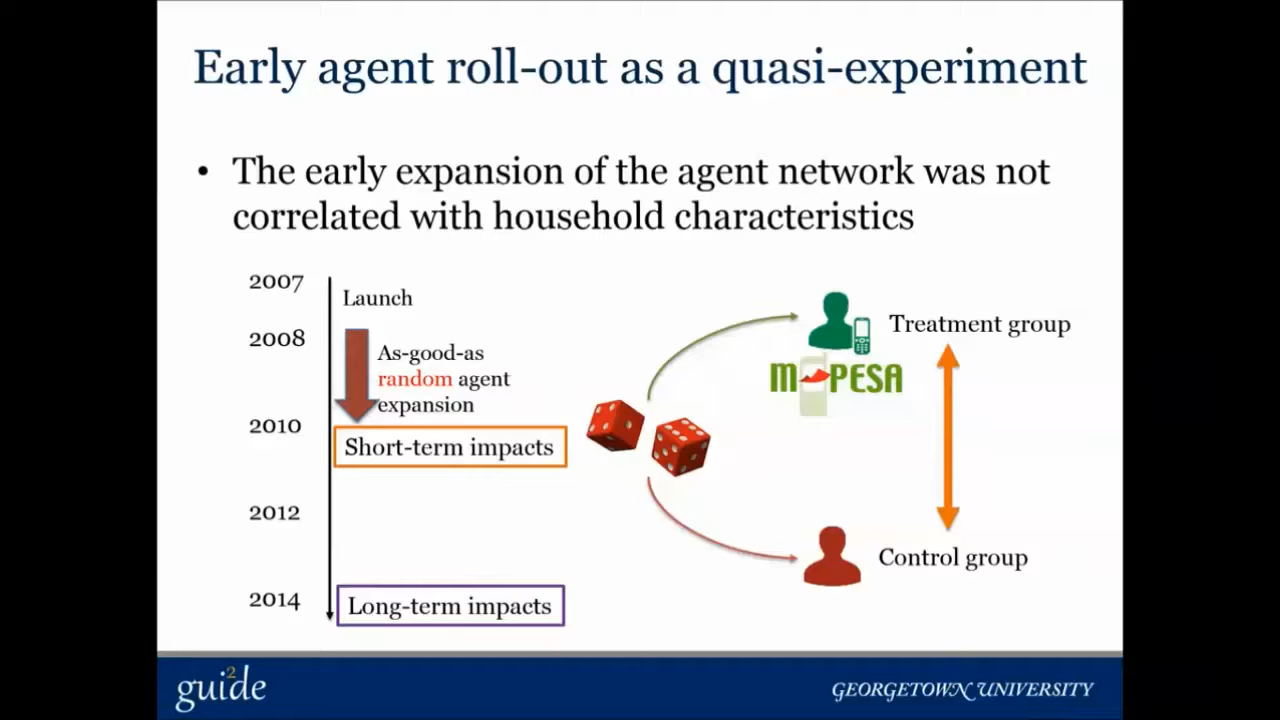 Early agent roll-out as a quasi-experiment
• The early expansion of the agent network was not
correlated with household characteristics
2007
Launch
2008
As-good-as
random agent
expansion
2010
Short-term impacts
2012
2014
Long-term impacts
Treatment group
M PESA
Control group
gui2de
GEORGETOWN UNIVERSITY